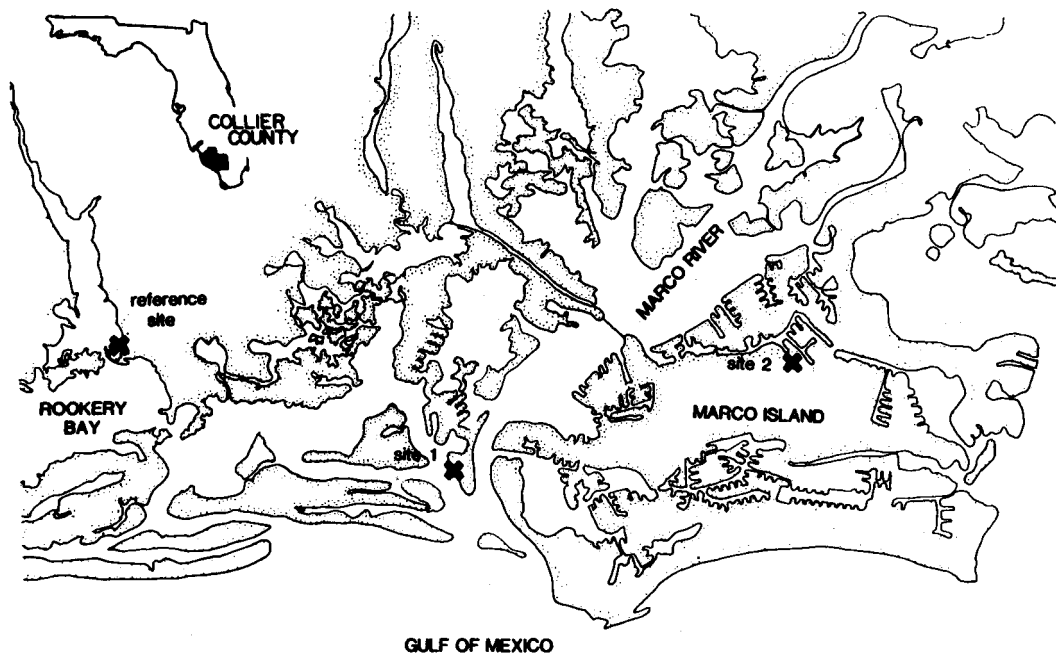 COLLIER
COUNTY
MARCO RIVER
reference
site
site 2
ROOKERY
BAY
MARCO ISLAND
site 1
GULF OF MEXICO